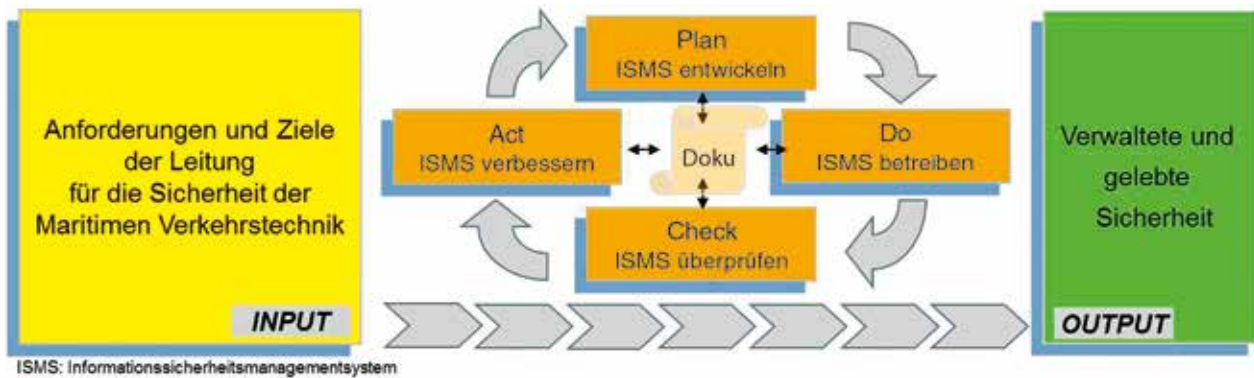 Anforderungen und Ziele
der Leitung
für die Sicherheit der
Maritimen Verkehrstechnik
INPUT
Plan
ISMS entwickeln
Act
ISMS verbessern
Doku
Do
ISMS betreiben
Check
ISMS überprüfen
Verwaltete und
gelebte
Sicherheit
OUTPUT
ISMS: Informationssicherheitsmanagementsystem